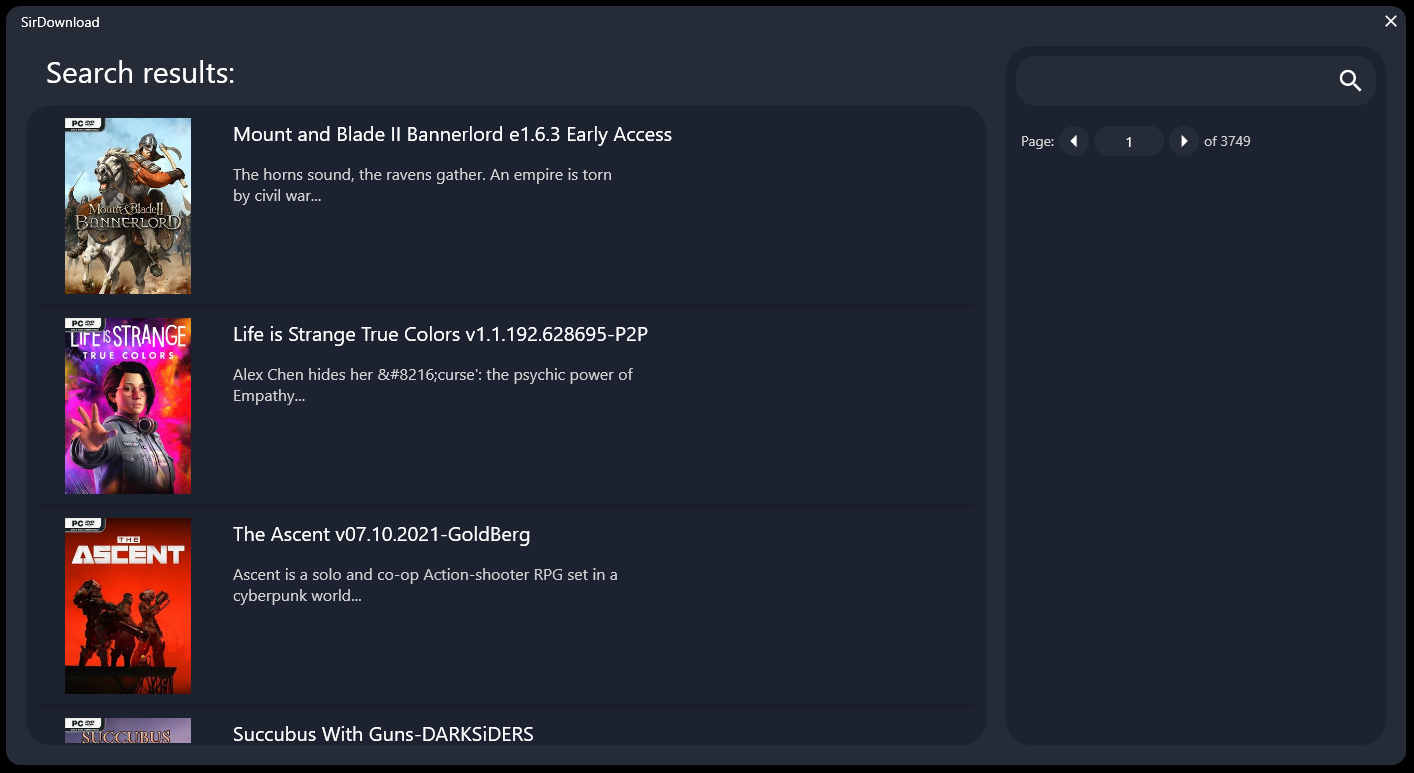 SirDownload
Search results:
PC DVD
Mount & Blade II
BANNERLORD
Mount and Blade II Bannerlord e1.6.3 Early Access
The horns sound, the ravens gather. An empire is torn
by civil war...
PC DVD
LIFE IS STRANGE
TRUE COLORS
Life is Strange True Colors v1.1.192.628695-P2P
Alex Chen hides her &#8216;curse': the psychic power of
Empathy...
PC DVD
THE
ASCENT
The Ascent v07.10.2021-GoldBerg
Ascent is a solo and co-op Action-shooter RPG set in a
cyberpunk world...
PC DVD
SUCCUBUS
Succubus With Guns-DARKSiDERS
Page:
1
of 3749